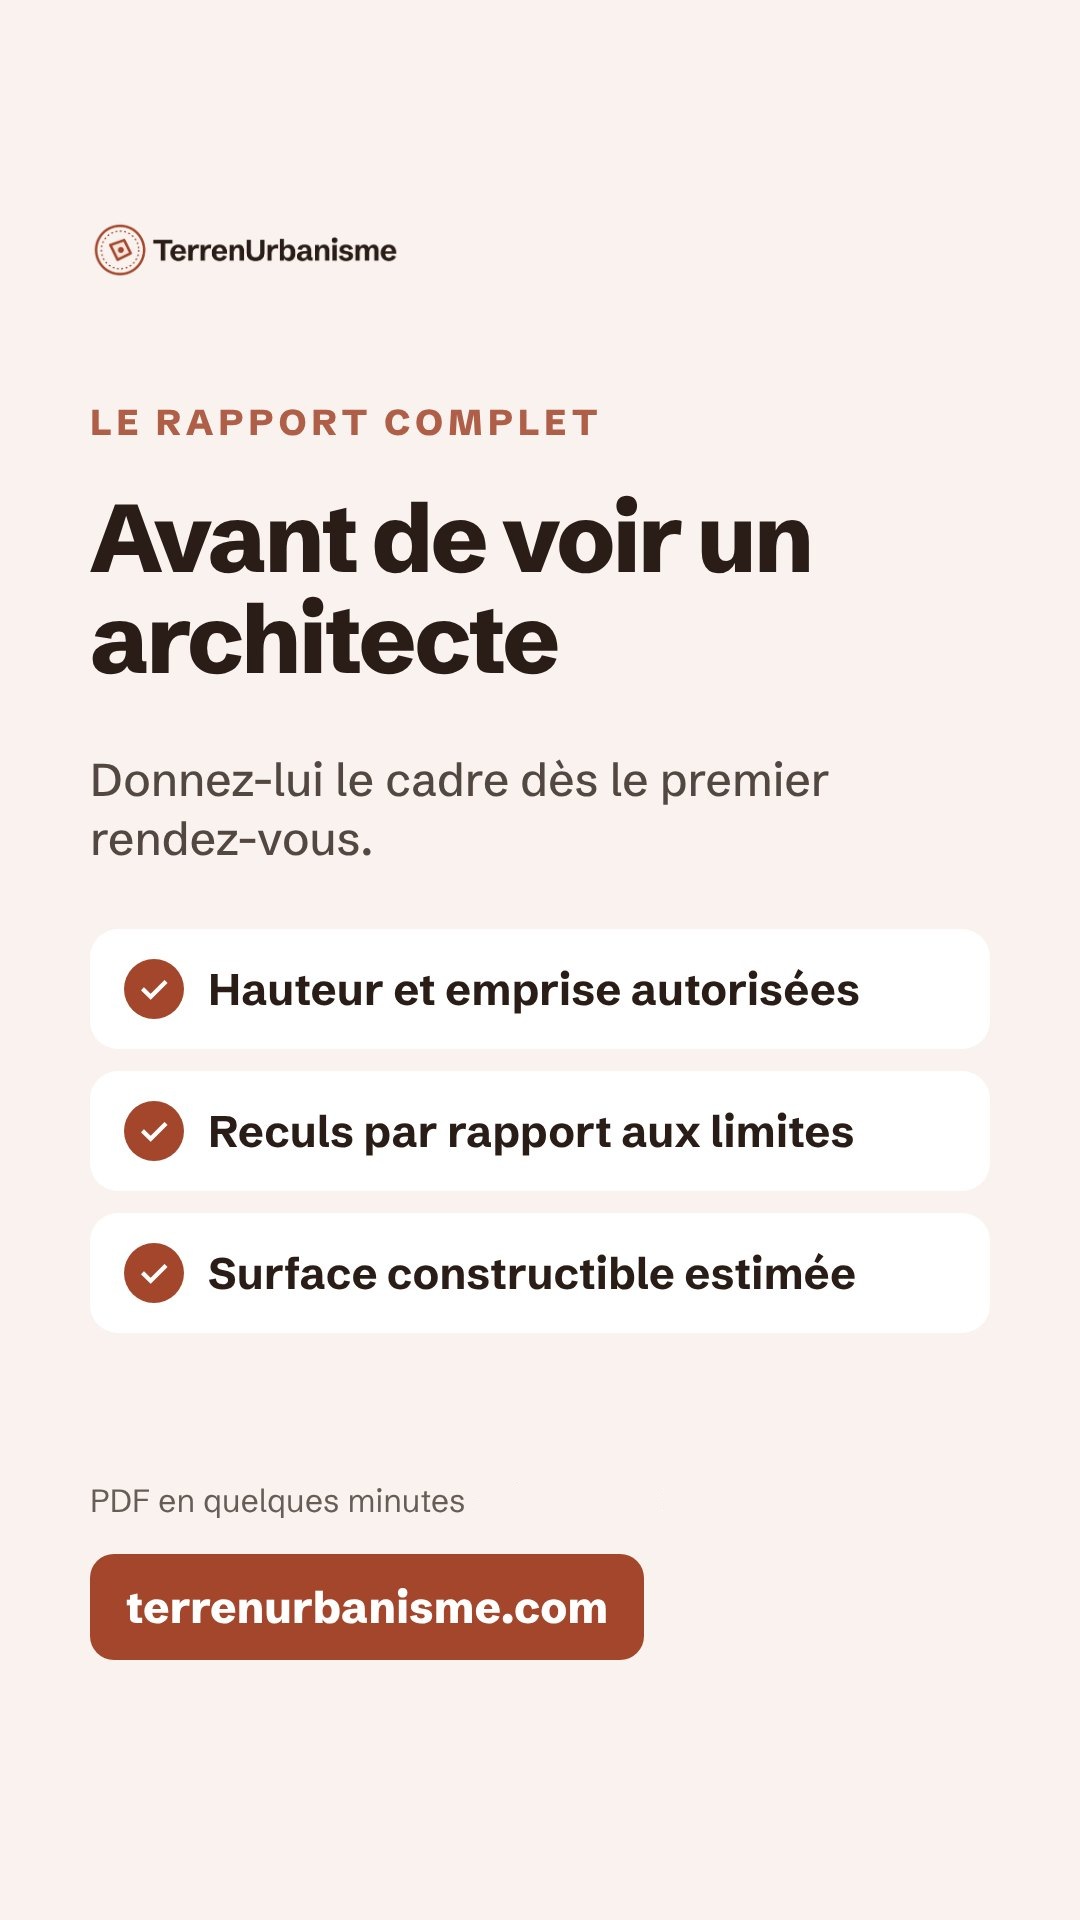 TerrenUrbanisme
LE RAPPORT COMPLET
Avant de voir un
architecte
Donnez-lui le cadre dès le premier
rendez-vous.
Hauteur et emprise autorisées
Reculs par rapport aux limites
Surface constructible estimée
PDF en quelques minutes
terrenurbanisme.com